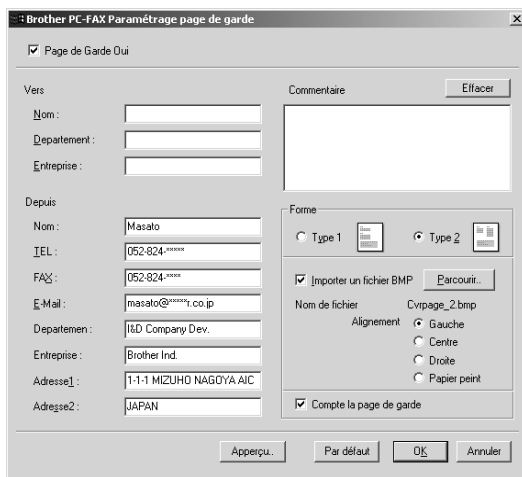 Brother PC-FAX Paramétrage page de garde
Page de Garde Oui
Vers
Nom :
Departement :
Entreprise :
Commentaire
Effacer
Depuis
Nom : Masato
TEL : 052-824-*****
FAX : 052-824-****
E-Mail : masato@*****r.co.jp
Departemen : I&D Company Dev.
Entreprise : Brother Ind.
Adresse1 : 1-1-1 MIZUHO NAGOYA AIC
Adresse2 : JAPAN
Forme
Type 1
Type 2
Importer un fichier BMP
Parcourir..
Nom de fichier Cvrpage_2.bmp
Alignement Gauche
Centre
Droite
Papier peint
Compte la page de garde
Apperçu..
Par défaut
OK
Annuler